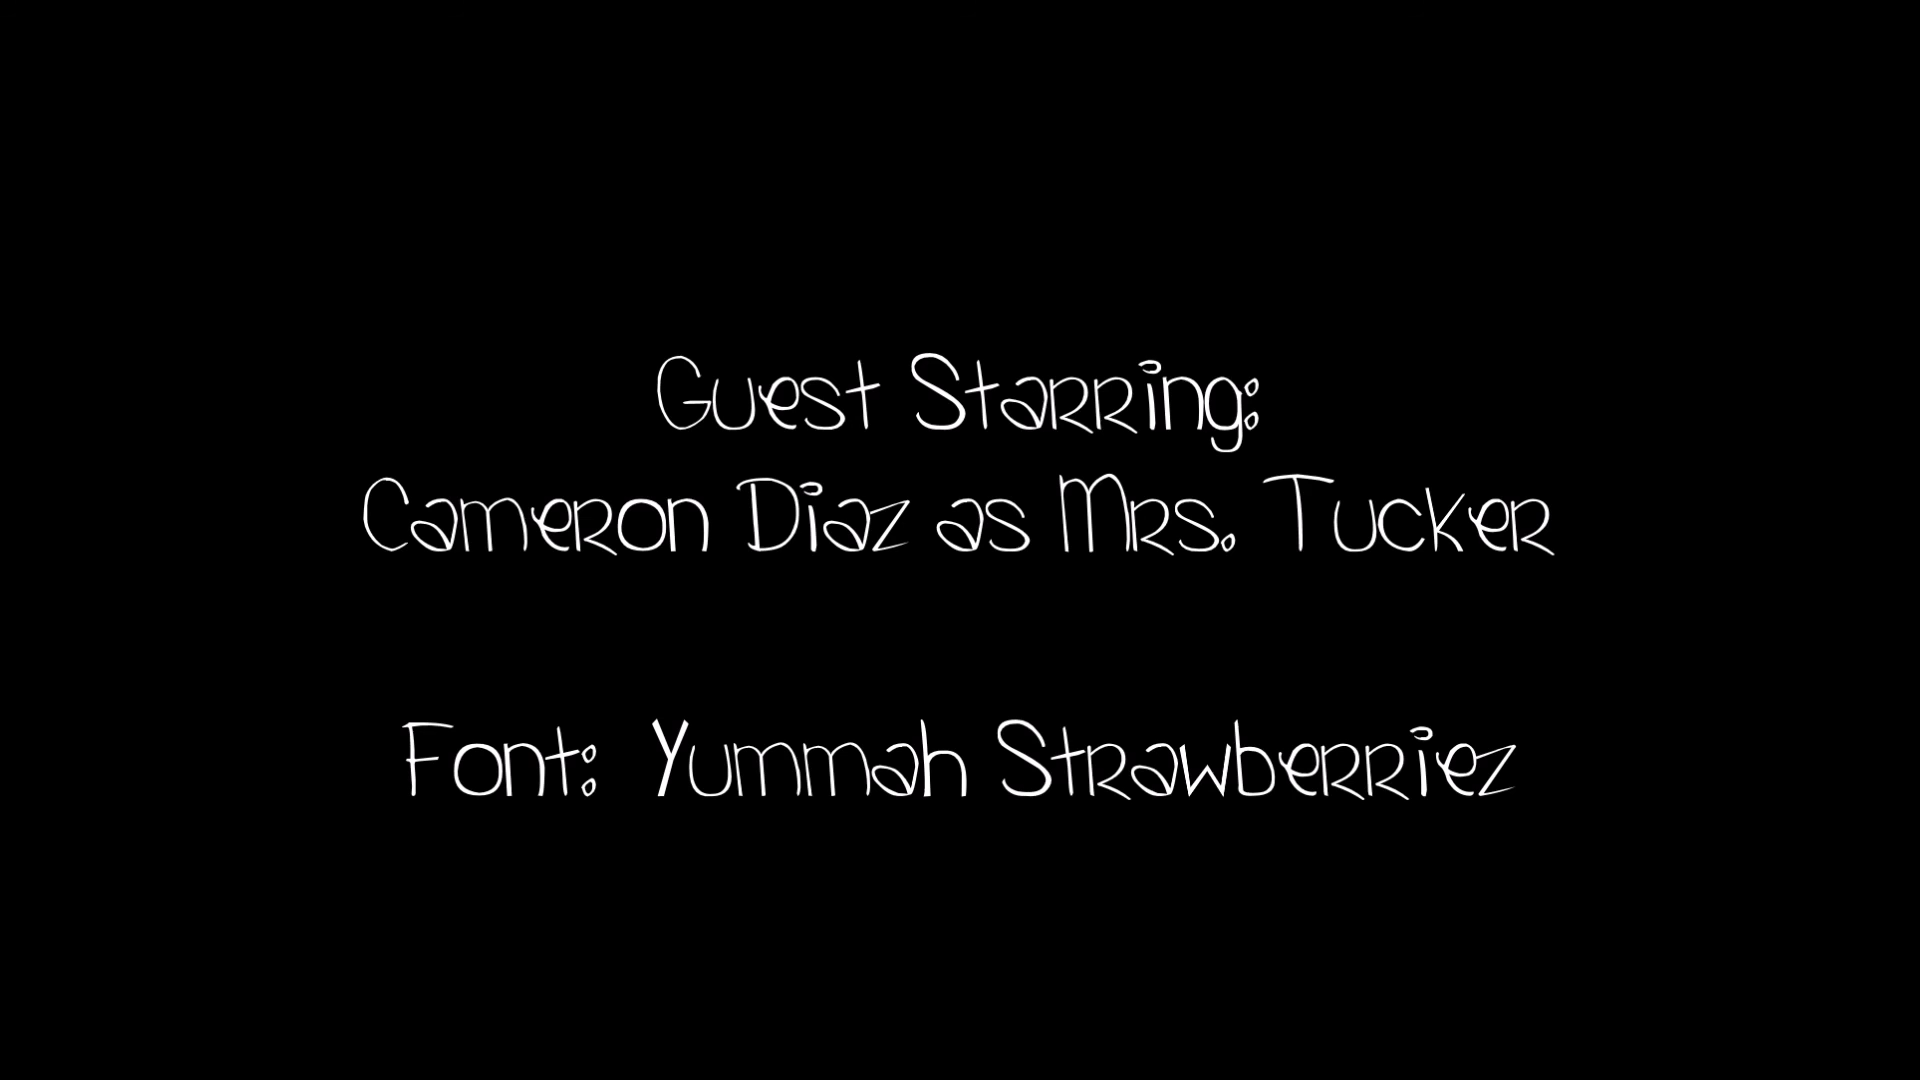 Guest Starring:
Cameron Diaz as Mrs. Tucker
Font: Yummah Strawberriez